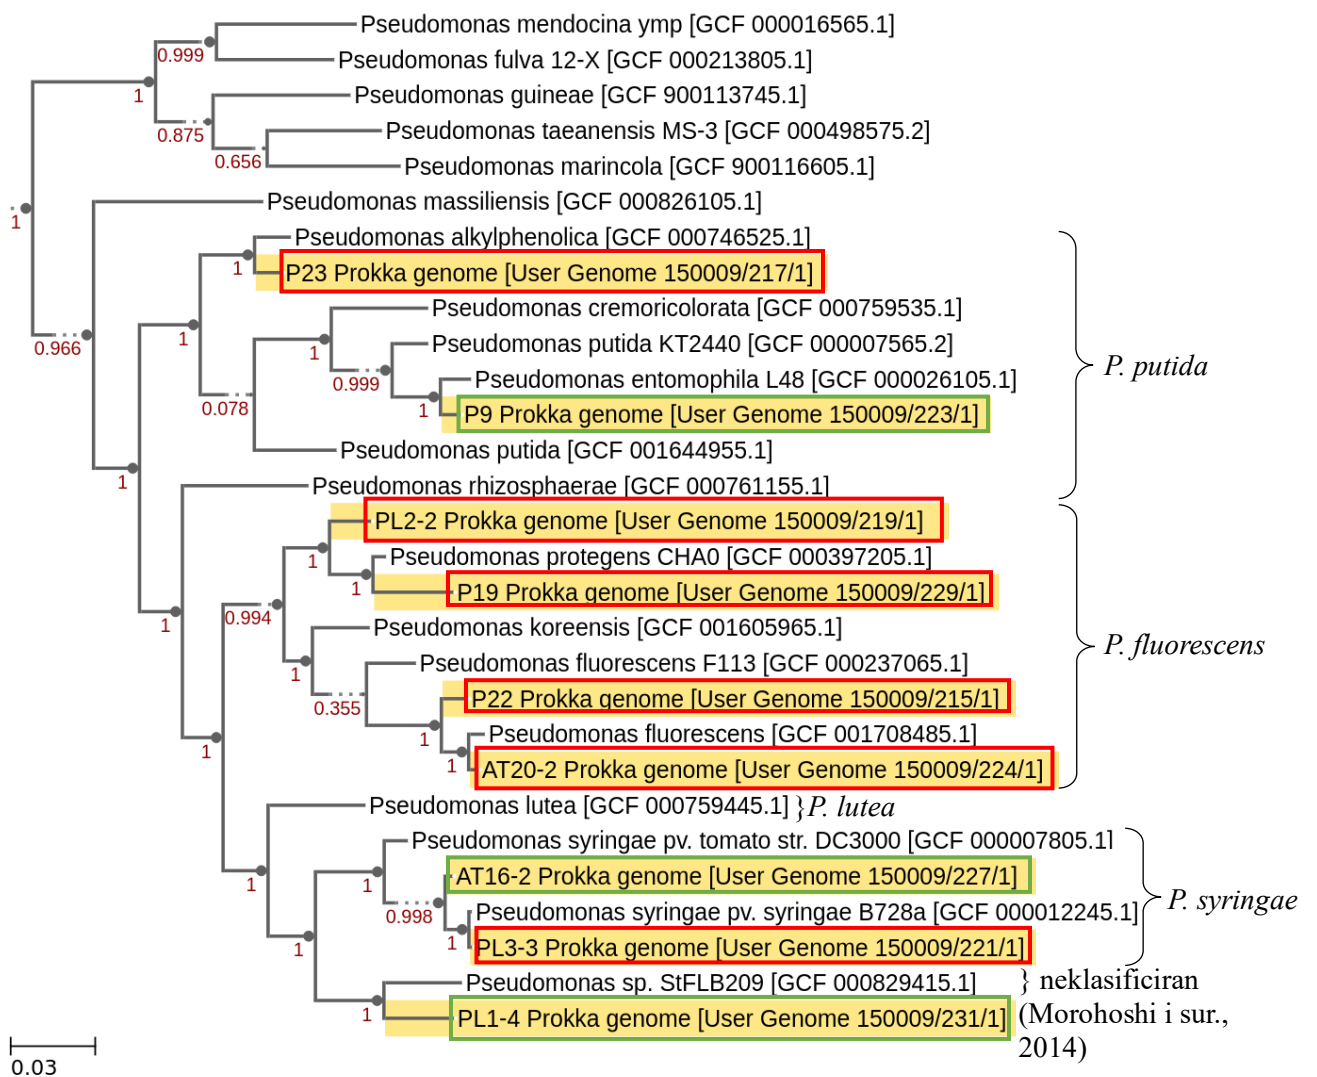 Pseudomonas mendocina ymp [GCF 000016565.1]
0.999
Pseudomonas fulva 12-X [GCF 000213805.1]
1
Pseudomonas guineae [GCF 900113745.1]
0.875
Pseudomonas taeanensis MS-3 [GCF 000498575.2]
0.656
Pseudomonas marincola [GCF 900116605.1]
1
Pseudomonas massiliensis [GCF 000826105.1]
Pseudomonas alkylphenolica [GCF 000746525.1]
1
P23 Prokka genome [User Genome 150009/217/1]
Pseudomonas cremoricolorata [GCF 000759535.1]
0.966
1
1
Pseudomonas putida KT2440 [GCF 000007565.2]
P. putida
0.999
Pseudomonas entomophila L48 [GCF 000026105.1]
0.078
1
P9 Prokka genome [User Genome 150009/223/1]
Pseudomonas putida [GCF 001644955.1]
1
Pseudomonas rhizosphaerae [GCF 000761155.1]
PL2-2 Prokka genome [User Genome 150009/219/1]
1
Pseudomonas protegens CHA0 [GCF 000397205.1]
1
P19 Prokka genome [User Genome 150009/229/1]
1
0.994
Pseudomonas koreensis [GCF 001605965.1]
P. fluorescens
1
Pseudomonas fluorescens F113 [GCF 000237065.1]
0.355
P22 Prokka genome [User Genome 150009/215/1]
1
1
Pseudomonas fluorescens [GCF 001708485.1]
1
AT20-2 Prokka genome [User Genome 150009/224/1]
Pseudomonas lutea [GCF 000759445.1] }P. lutea
Pseudomonas syringae pv. tomato str. DC3000 [GCF 000007805.1]
1
1
AT16-2 Prokka genome [User Genome 150009/227/1]
P. syringae
0.998
Pseudomonas syringae pv. syringae B728a [GCF 000012245.1]
1
1
PL3-3 Prokka genome [User Genome 150009/221/1]
Pseudomonas sp. StFLB209 [GCF 000829415.1] } neklasificiran
1
PL1-4 Prokka genome [User Genome 150009/231/1] (Morohoshi i sur.,
2014)
0.03